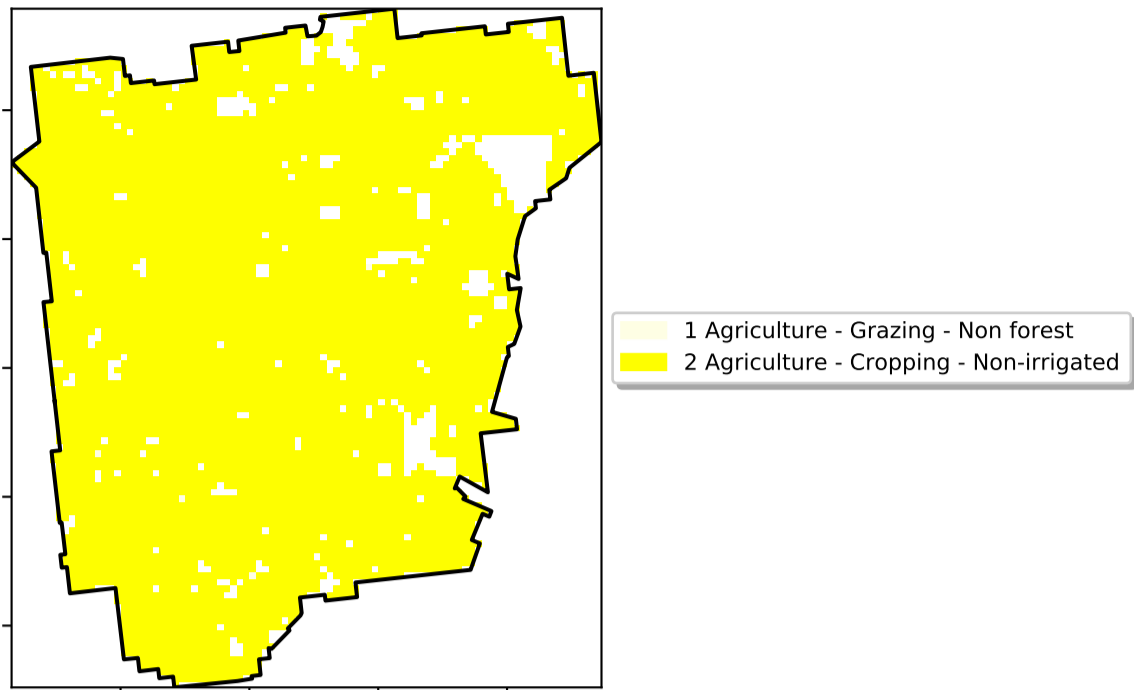 1 Agriculture - Grazing - Non forest
2 Agriculture - Cropping - Non-irrigated